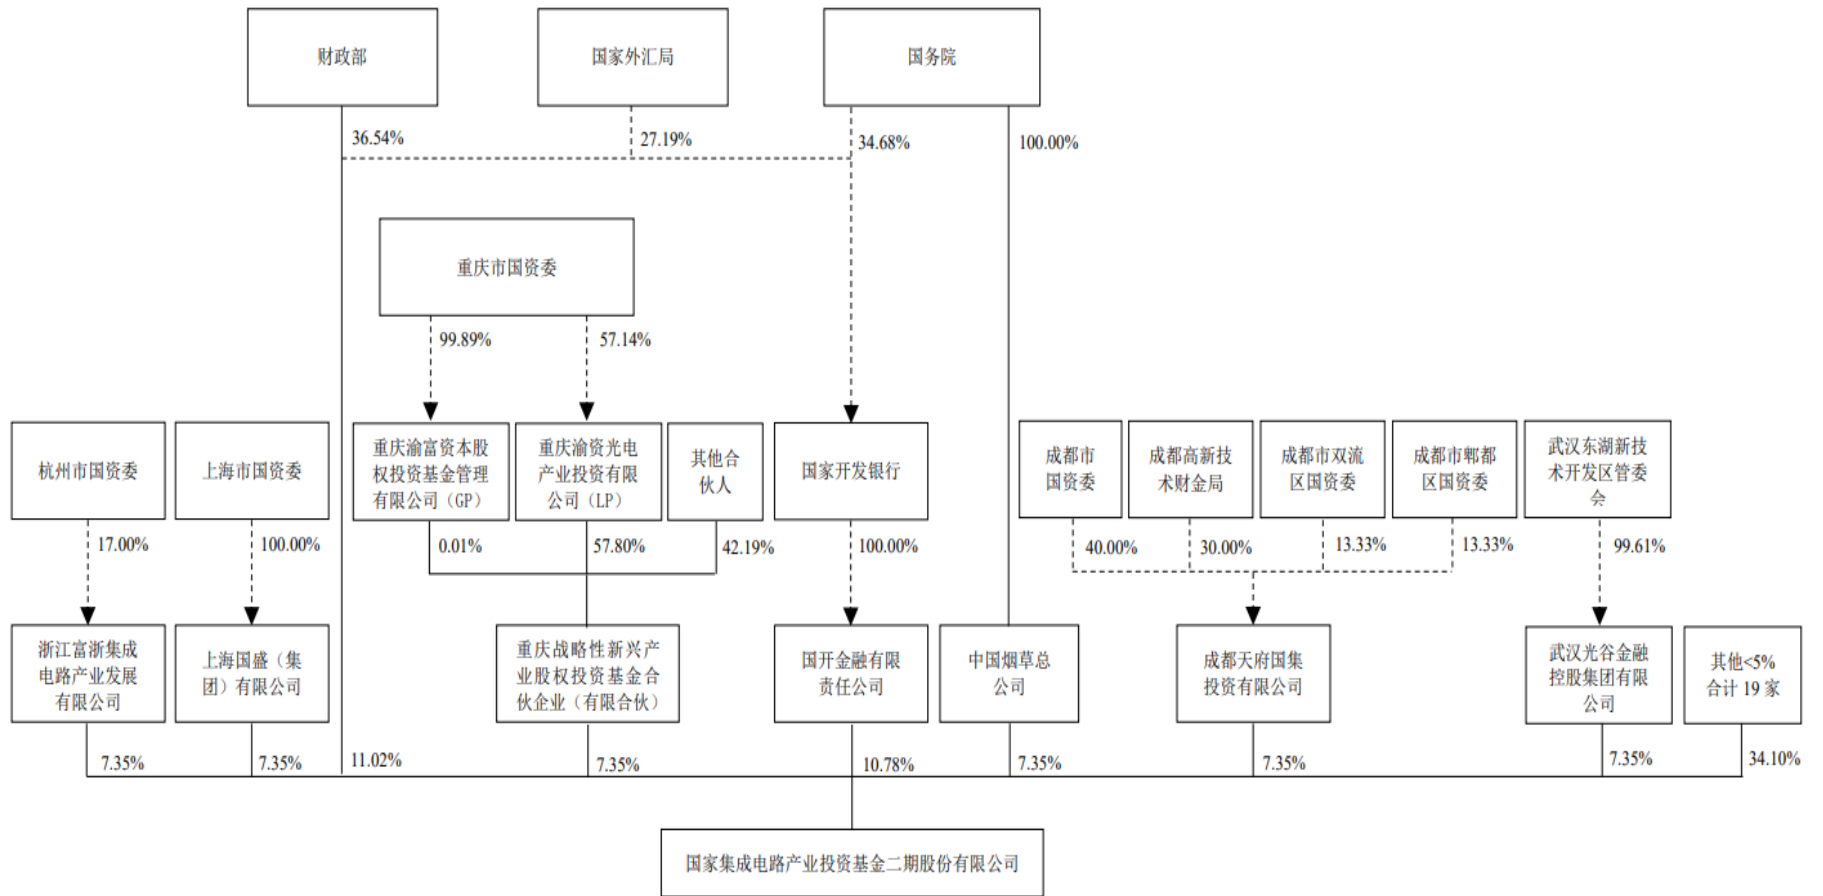 财政部
国家外汇局
国务院
36.54%
27.19%
34.68%
100.00%
重庆市国资委
99.89%
57.14%
杭州市国资委
上海市国资委
重庆渝富资本股
权投资基金管理
有限公司（GP）
重庆渝资光电
产业投资有限
公司（LP）
其他合
伙人
国家开发银行
成都市
国资委
成都高新技
术财金局
成都市双流
区国资委
成都市郫都
区国资委
武汉东湖新技
术开发区管委
会
17.00%
100.00%
0.01%
57.80%
42.19%
100.00%
40.00%
30.00%
13.33%
13.33%
99.61%
浙江富浙集成
电路产业发展
有限公司
上海国盛（集
团）有限公司
重庆战略性新兴产
业股权投资基金合
伙企业（有限合伙）
国开金融有限
责任公司
中国烟草总
公司
成都天府国集
投资有限公司
武汉光谷金融
控股集团有限
公司
其他<5%
合计 19 家
7.35%
7.35%
11.02%
7.35%
10.78%
7.35%
7.35%
7.35%
34.10%
国家集成电路产业投资基金二期股份有限公司